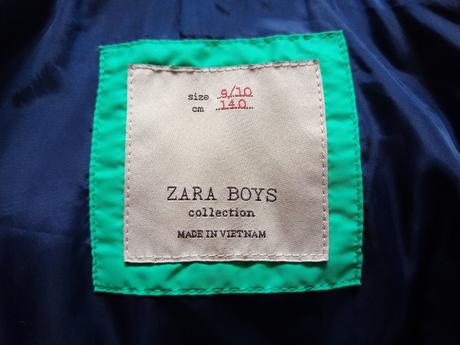 size 9/10
cm 140
ZARA BOYS
collection
MADE IN VIETNAM